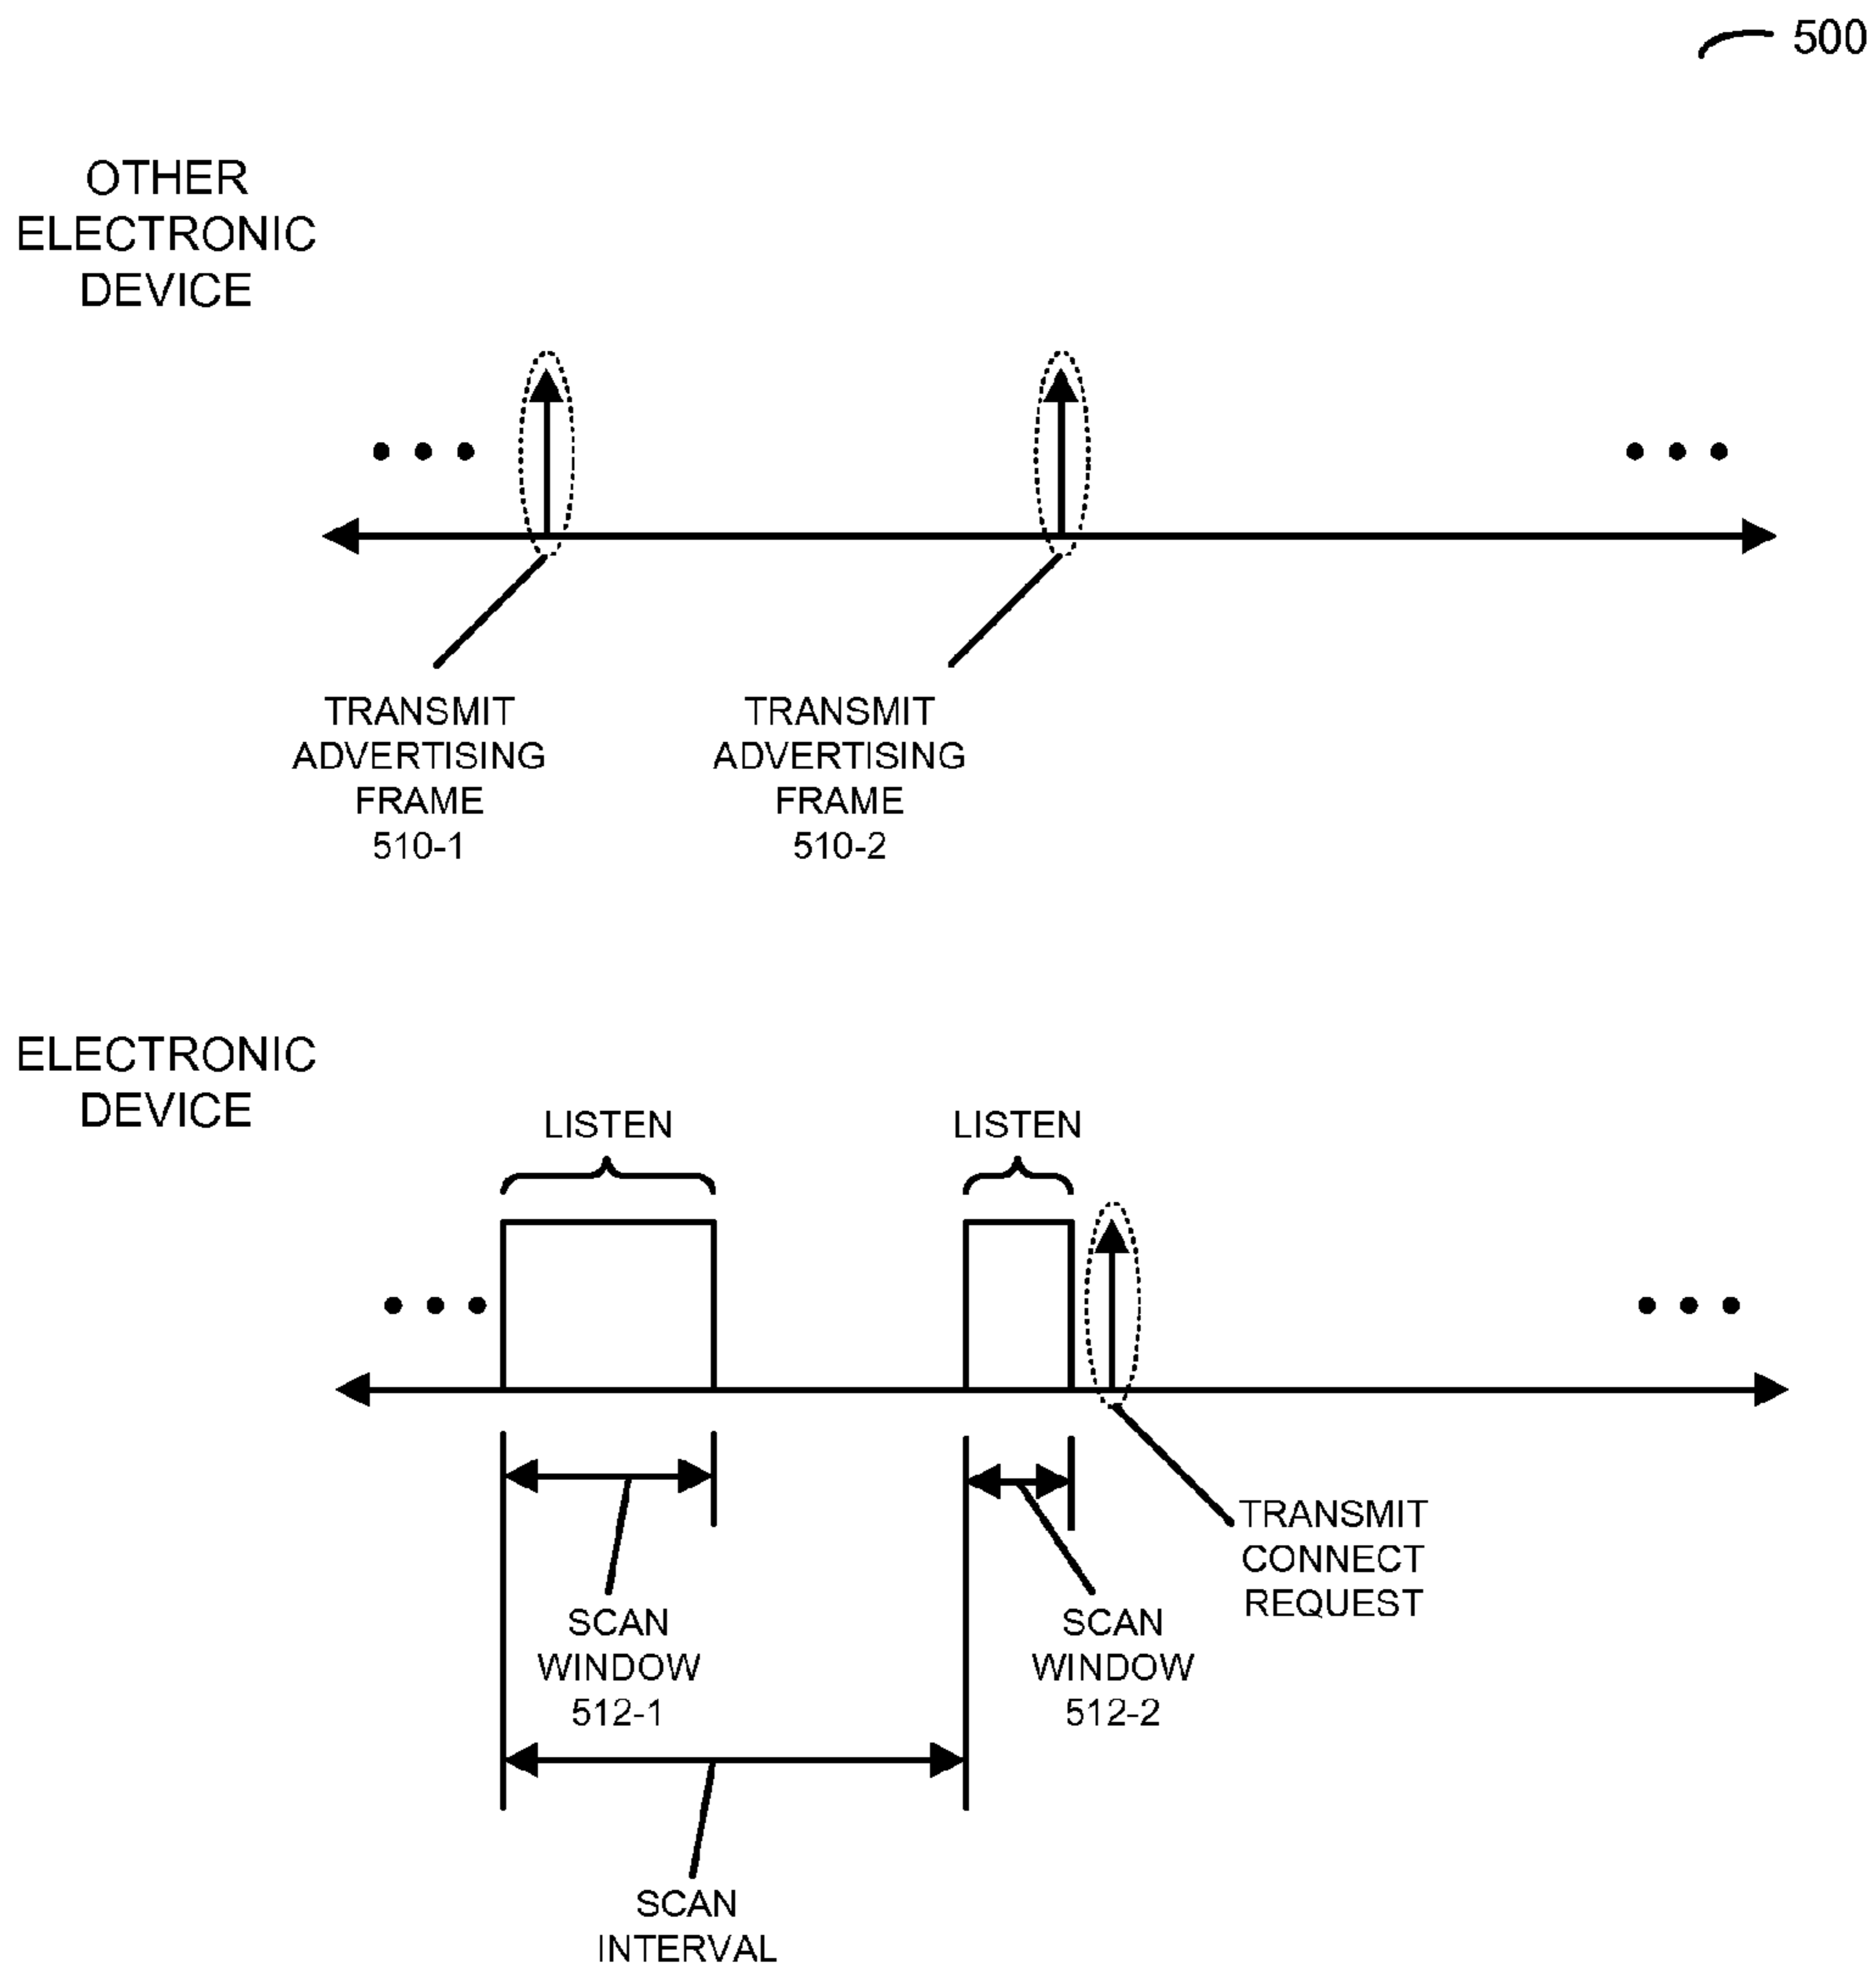 500
OTHER
ELECTRONIC
DEVICE
TRANSMIT
ADVERTISING
FRAME
510-1
TRANSMIT
ADVERTISING
FRAME
510-2
ELECTRONIC
DEVICE
LISTEN
LISTEN
TRANSMIT
CONNECT
REQUEST
SCAN
WINDOW
512-1
SCAN
WINDOW
512-2
SCAN
INTERVAL